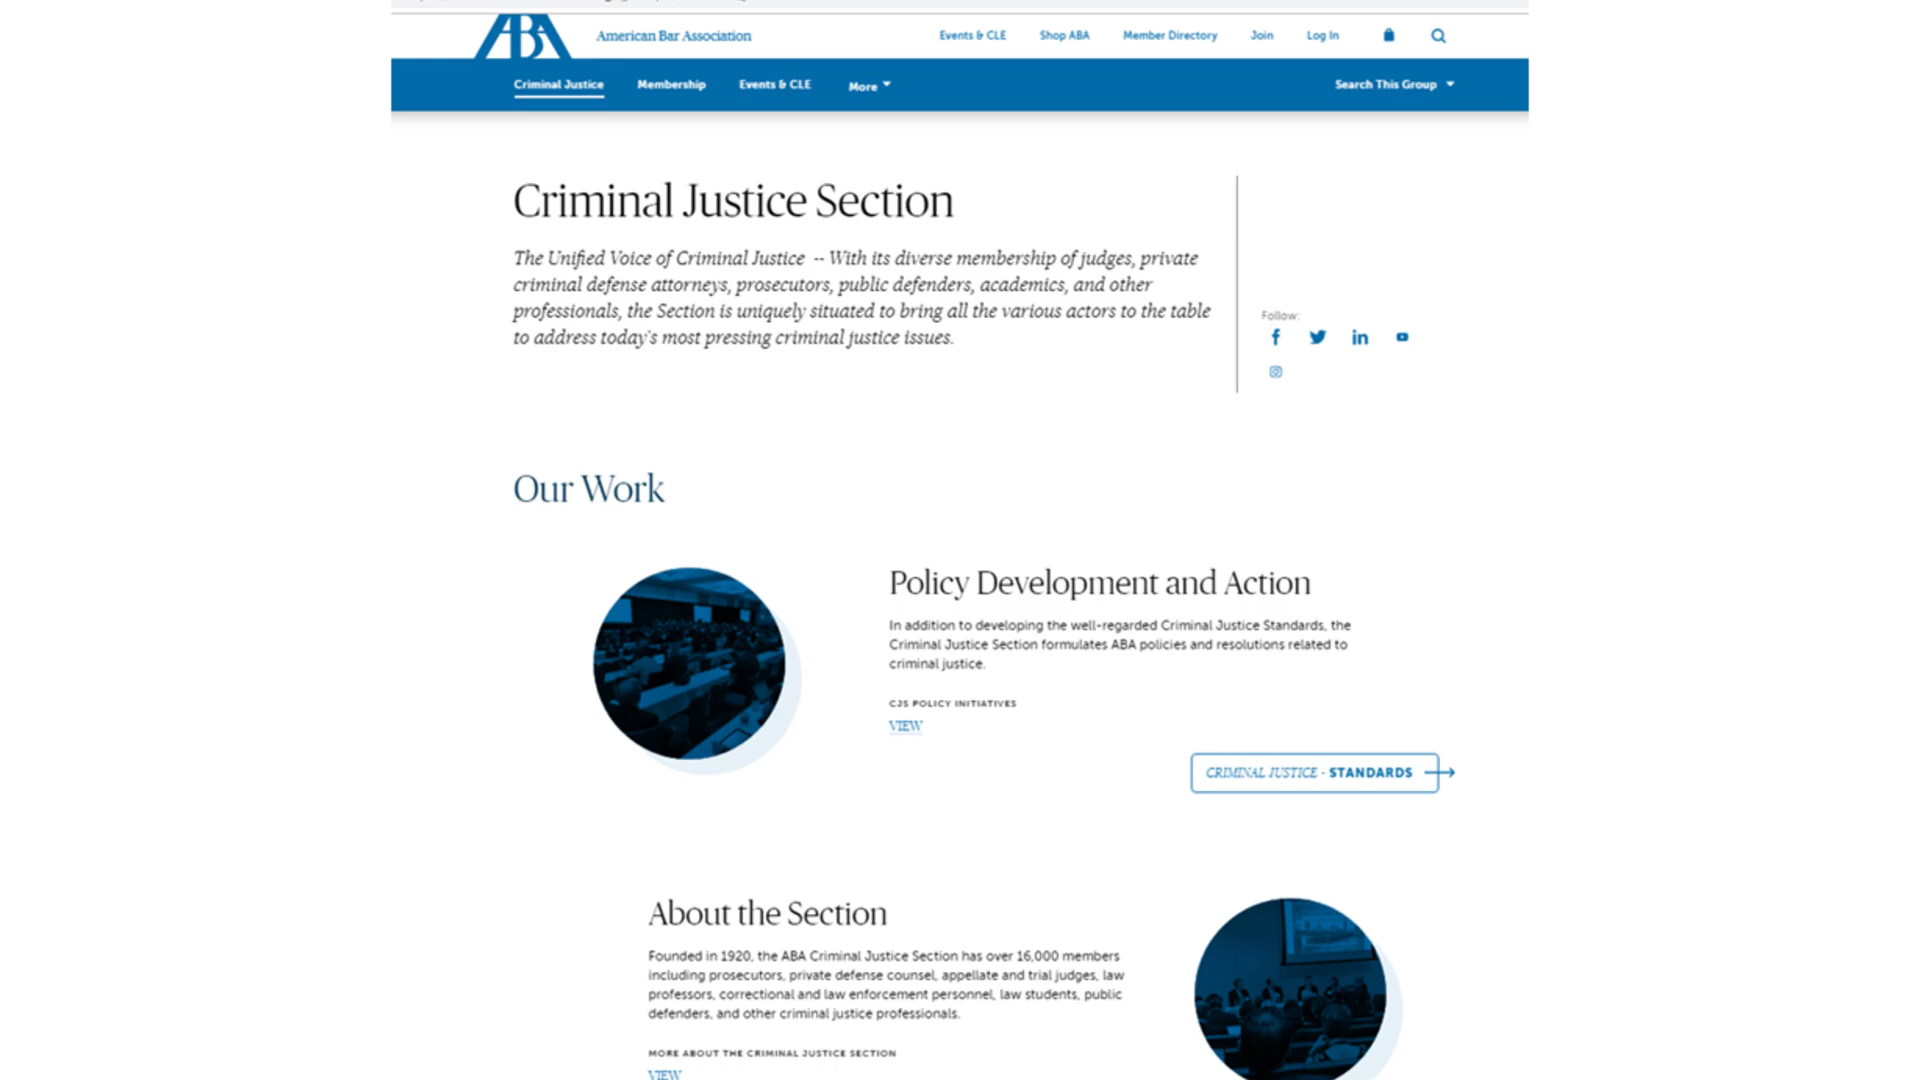 ABA
American Bar Association
Events & CLE
Shop ABA
Member Directory
Join
Log In
Criminal Justice
Membership
Events & CLE
More
Search This Group
Criminal Justice Section
The Unified Voice of Criminal Justice -- With its diverse membership of judges, private
criminal defense attorneys, prosecutors, public defenders, academics, and other
professionals, the Section is uniquely situated to bring all the various actors to the table
to address today's most pressing criminal justice issues.
Follow:
Our Work
Policy Development and Action
In addition to developing the well-regarded Criminal Justice Standards, the
Criminal Justice Section formulates ABA policies and resolutions related to
criminal justice.
CJS POLICY INITIATIVES
VIEW
CRIMINAL JUSTICE - STANDARDS
About the Section
Founded in 1920, the ABA Criminal Justice Section has over 16,000 members
including prosecutors, private defense counsel, appellate and trial judges, law
professors, correctional and law enforcement personnel, law students, public
defenders, and other criminal justice professionals.
MORE ABOUT THE CRIMINAL JUSTICE SECTION
VIEW